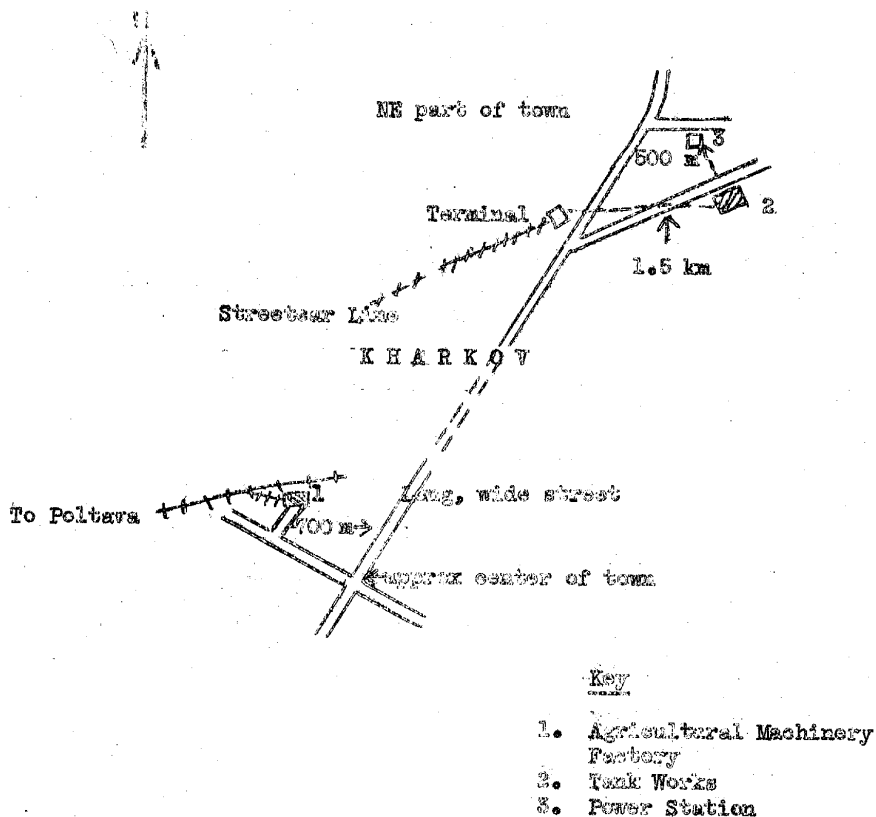 N
NE part of town
3
500 m
Terminal
2
1.5 km
Streetcar Line
KHARKOV
1
Long, wide street
To Poltava
700 m
approx center of town
Key
1. Agricultural Machinery
Factory
2. Tank Works
3. Power Station